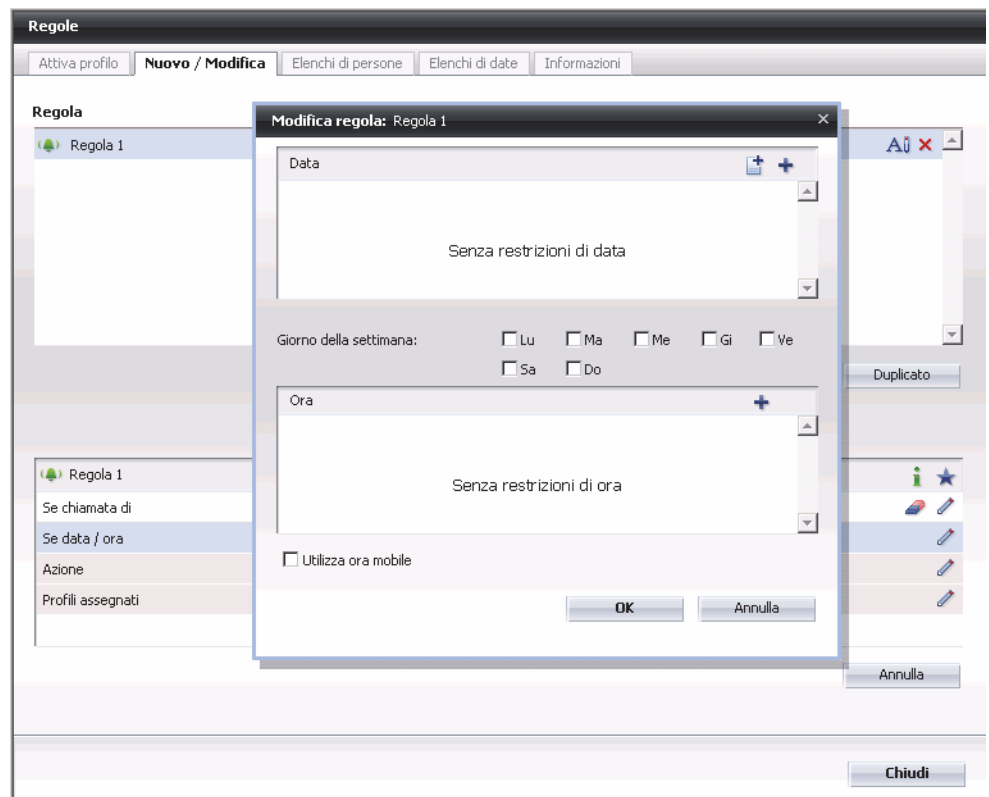 Regole
Attiva profilo Nuovo / Modifica Elenchi di persone Elenchi di date Informazioni
Regola
Regola 1
Modifica regola: Regola 1
Data
Senza restrizioni di data
Giorno della settimana: Lu Ma Me Gi Ve
Sa Do
Ora
Senza restrizioni di ora
Utilizza ora mobile
OK Annulla
Duplicato
Regola 1
Se chiamata di
Se data / ora
Azione
Profili assegnati
Annulla
Chiudi